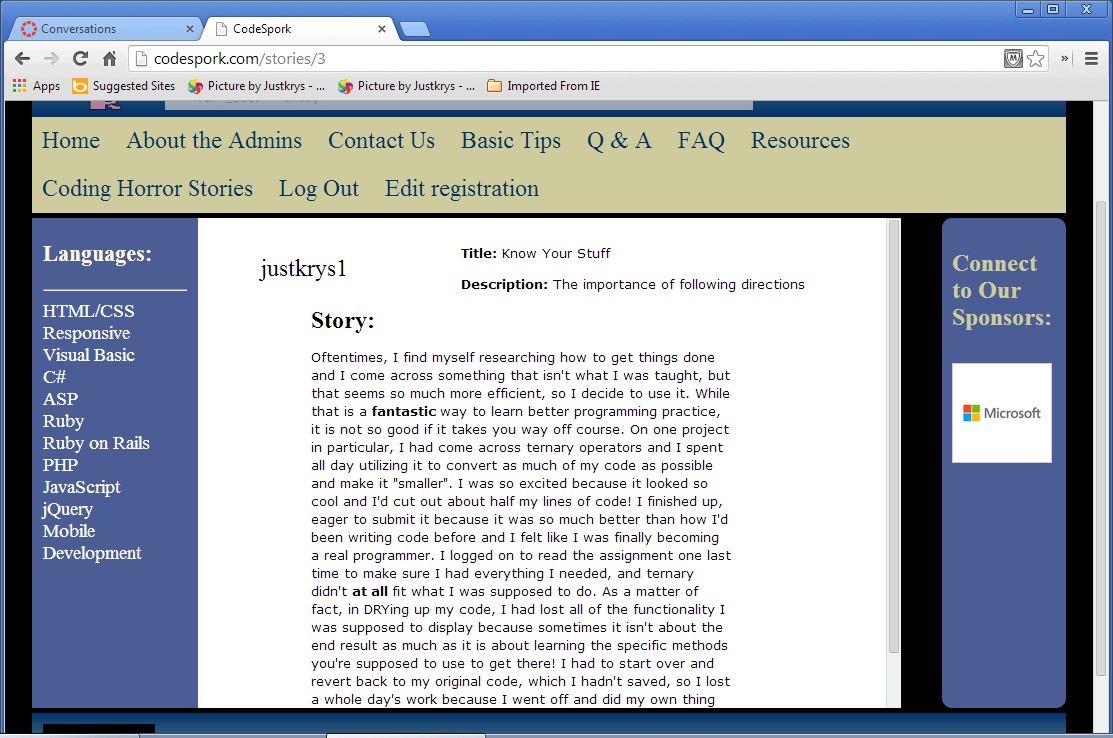 Conversations
CodeSpork
codespork.com/stories/3
Apps Suggested Sites Picture by Justkrys - ... Picture by Justkrys - ... Imported From IE
Home About the Admins Contact Us Basic Tips Q & A FAQ Resources
Coding Horror Stories Log Out Edit registration
Languages:
HTML/CSS
Responsive
Visual Basic
C#
ASP
Ruby
Ruby on Rails
PHP
JavaScript
jQuery
Mobile
Development
justkrys1
Title: Know Your Stuff
Description: The importance of following directions
Story:
Oftentimes, I find myself researching how to get things done
and I come across something that isn't what I was taught, but
that seems so much more efficient, so I decide to use it. While
that is a fantastic way to learn better programming practice,
it is not so good if it takes you way off course. On one project
in particular, I had come across ternary operators and I spent
all day utilizing it to convert as much of my code as possible
and make it "smaller". I was so excited because it looked so
cool and I'd cut out about half my lines of code! I finished up,
eager to submit it because it was so much better than how I'd
been writing code before and I felt like I was finally becoming
a real programmer. I logged on to read the assignment one last
time to make sure I had everything I needed, and ternary
didn't at all fit what I was supposed to do. As a matter of
fact, in DRYing up my code, I had lost all of the functionality I
was supposed to display because sometimes it isn't about the
end result as much as it is about learning the specific methods
you're supposed to use to get there! I had to start over and
revert back to my original code, which I hadn't saved, so I lost
a whole day's work because I went off and did my own thing
Connect
to Our
Sponsors:
Microsoft